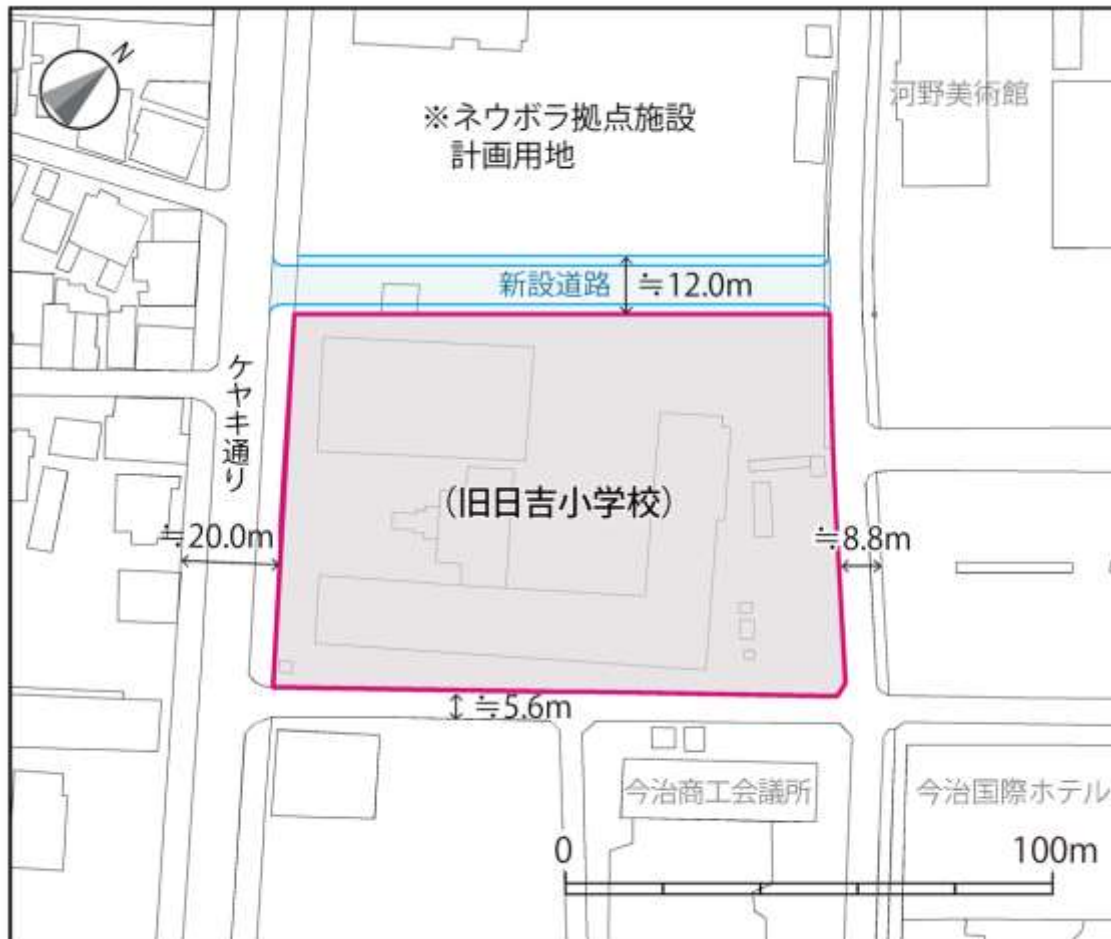 N
河野美術館
※ネウボラ拠点施設
計画用地
新設道路
≒12.0m
ケヤキ通り
(旧日吉小学校)
≒20.0m
≒8.8m
≒5.6m
今治商工会議所
今治国際ホテル
0
100m